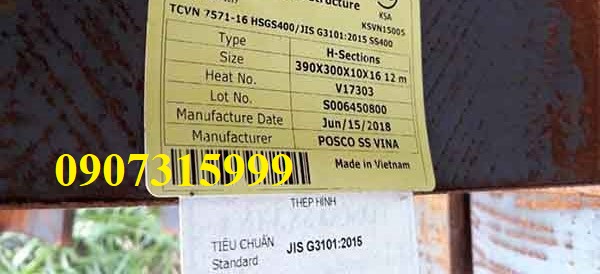 structure
KSA
KSVN15005
TCVN 7571-16 HSGS400/JIS G3101:2015 SS400
Type H-Sections
Size 390X300X10X16 12 m
Heat No. V17303
Lot No. S006450800
Manufacture Date Jun/15/2018
Manufacturer POSCO SS VINA
Made in Vietnam
0907315999
THÉP HÌNH
TIÊU CHUẨN JIS G3101:2015
Standard